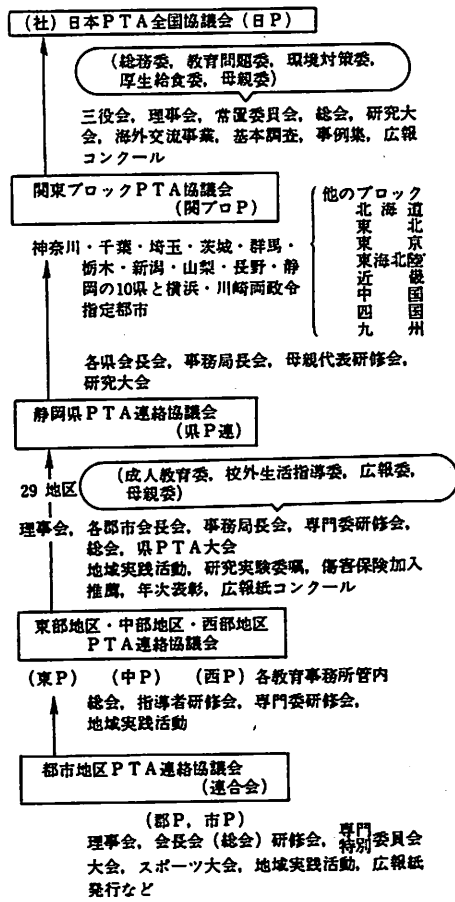 (社)日本PTA全国協議会(日P)
(総務委,教育問題委,環境対策委,
厚生給食委,母親委)
三役会,理事会,常置委員会,総会,研究大
会,海外交流事業,基本調査,事例集,広報
コンクール
関東ブロックPTA協議会
(関ブロP)
神奈川・千葉・埼玉・茨城・群馬・
栃木・新潟・山梨・長野・静
岡の10県と横浜・川崎両政令
指定都市
他のブロック
北海道
東北
東京
東海北陸
近畿
中国
四国
九州
各県会長会,事務局長会,母親代表研修会,
研究大会
静岡県PTA連絡協議会
(県P連)
29地区
(成人教育委,校外生活指導委,広報委,
母親委)
理事会,各郡市会長会,事務局長会,専門委研修会,
総会,県PTA大会
地域実践活動,研究実験委嘱,傷害保険加入
推薦,年次表彰,広報紙コンクール
東部地区・中部地区・西部地区
PTA連絡協議会
(東P) (中P) (西P)各教育事務所管内
総会,指導者研修会,専門委研修会,
地域実践活動
都市地区PTA連絡協議会
(連合会)
(郡P,市P)
理事会,会長会(総会)研修会,専門特別委員会
大会,スポーツ大会,地域実践活動,広報紙
発行など